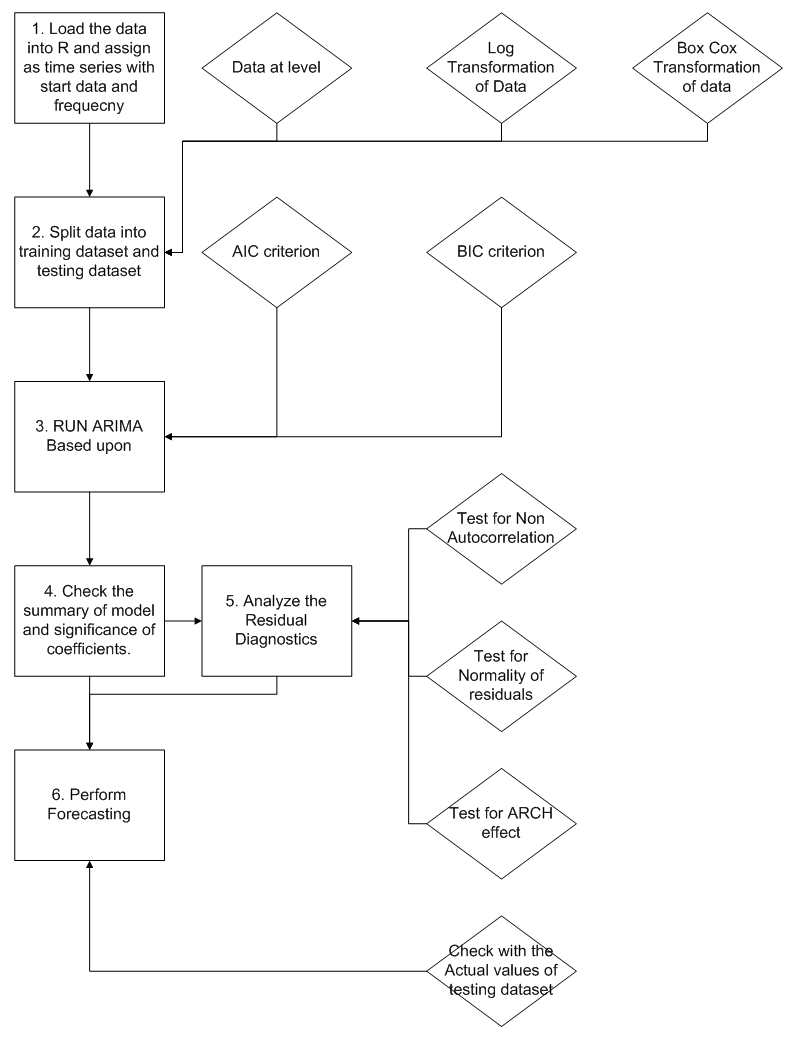 1. Load the data
into R and assign
as time series with
start data and
frequecny
Data at level
Log
Transformation
of Data
Box Cox
Transformation
of data
2. Split data into
training dataset and
testing dataset
AIC criterion
BIC criterion
3. RUN ARIMA
Based upon
Test for Non
Autocorrelation
4. Check the
summary of model
and significance of
coefficients.
5. Analyze the
Residual
Diagnostics
Test for
Normality of
residuals
6. Perform
Forecasting
Test for ARCH
effect
Check with the
Actual values of
testing dataset